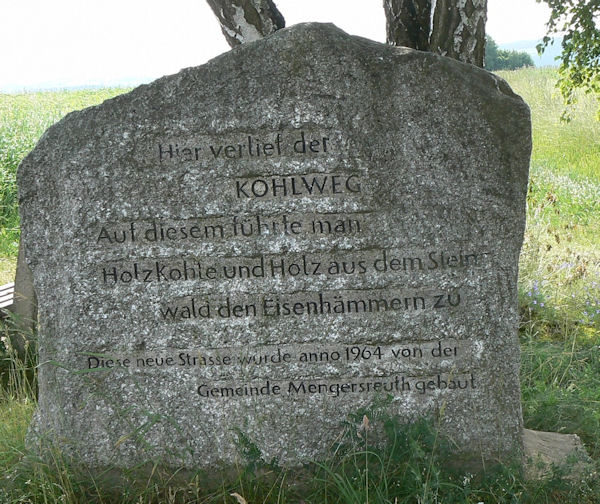 Hier verlief der
KOHLWEG
Auf diesem führte man
Holzkohle und Holz aus dem Stein-
wald den Eisenhämmern zu
Diese neue Strasse wurde anno 1964 von der
Gemeinde Mengersreuth gebaut